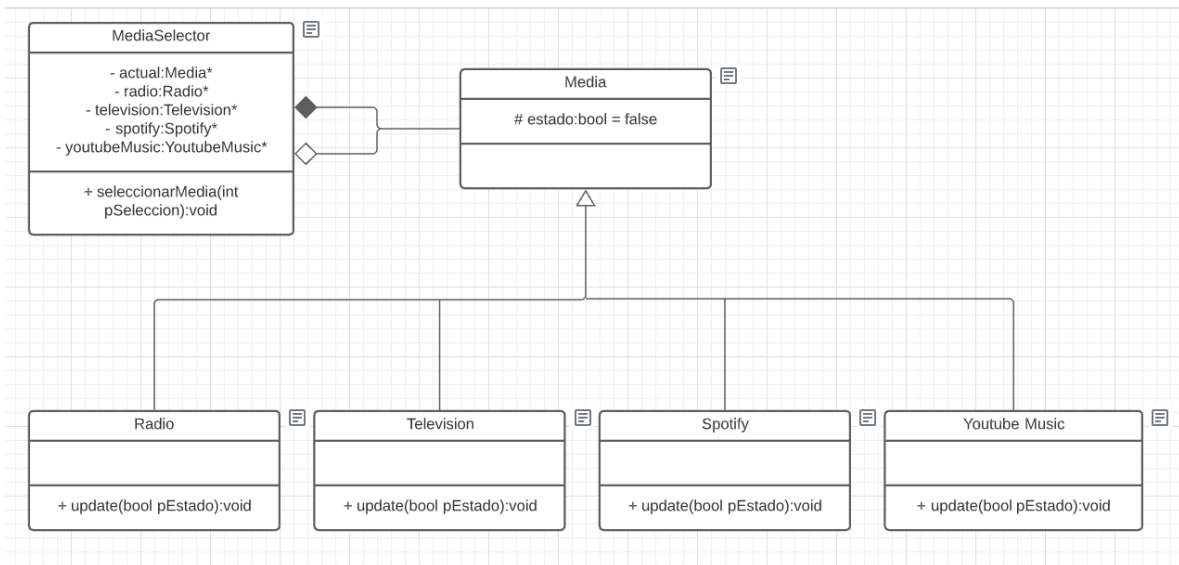 MediaSelector
- actual:Media*
- radio:Radio*
- television:Television*
- spotify:Spotify*
- youtubeMusic:YoutubeMusic*
+ seleccionarMedia(int
pSeleccion):void
Media
# estado:bool = false
Radio
+ update(bool pEstado):void
Television
+ update(bool pEstado):void
Spotify
+ update(bool pEstado):void
Youtube Music
+ update(bool pEstado):void